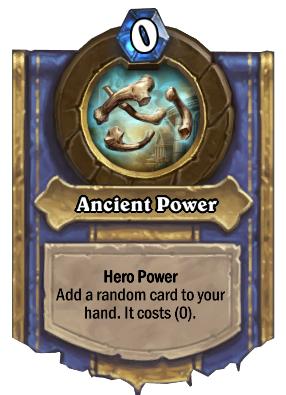 0
Ancient Power
Hero Power
Add a random card to your
hand. It costs (0).